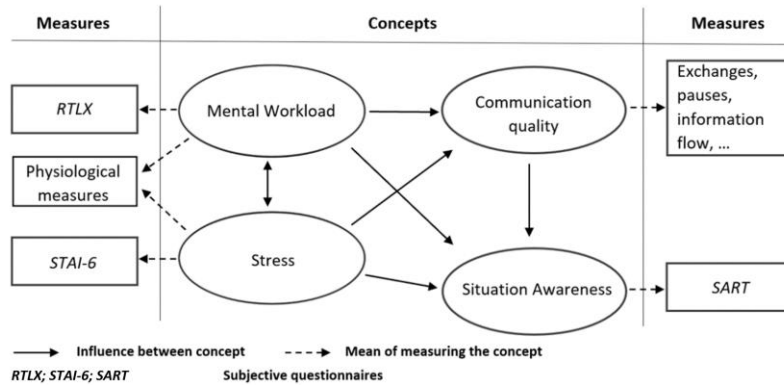 Measures Concepts Measures
RTLX
Mental Workload
Communication
quality
Exchanges,
pauses,
information
flow, ...
Physiological
measures
STAI-6
Stress
Situation Awareness
SART
Influence between concept Mean of measuring the concept
RTLX; STAI-6; SART Subjective questionnaires